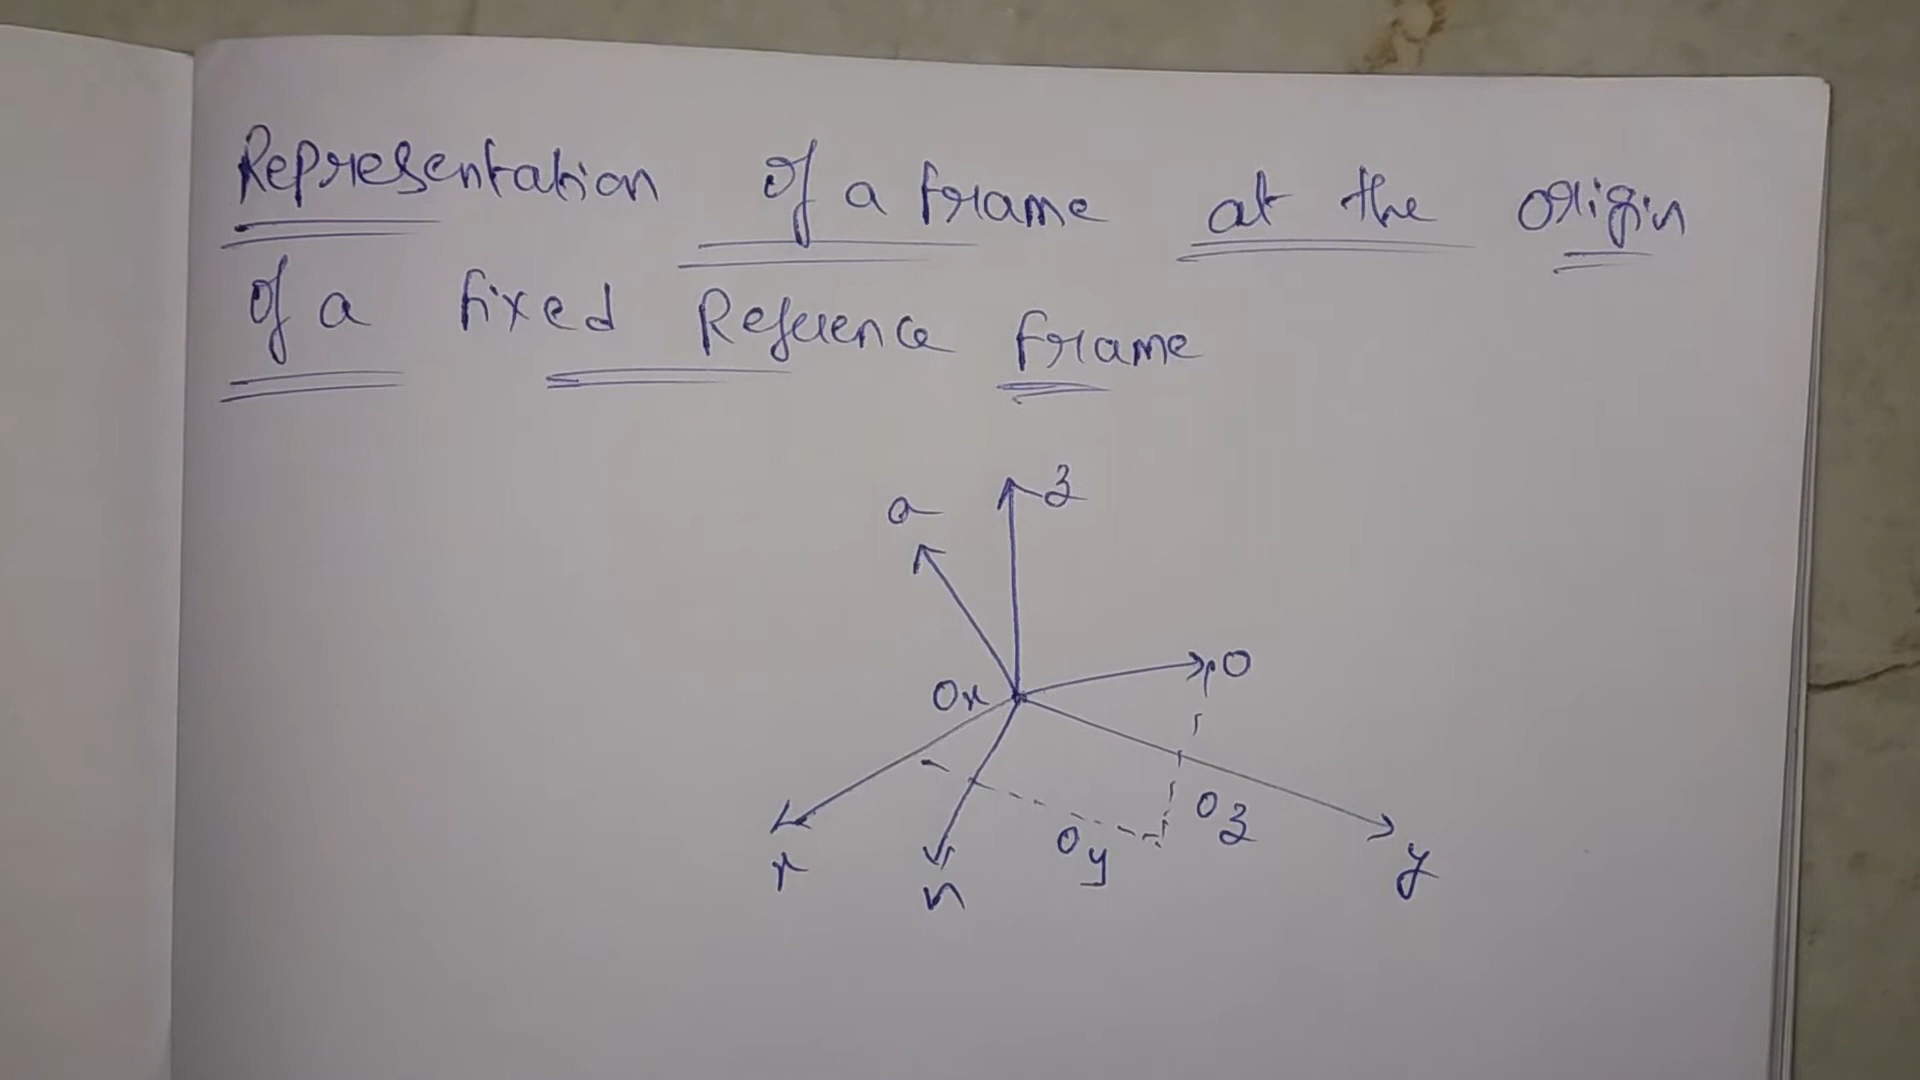 Representation of a frame at the origin
of a fixed Reference frame
z
a
o
Ox
oz
oy
x
n
y